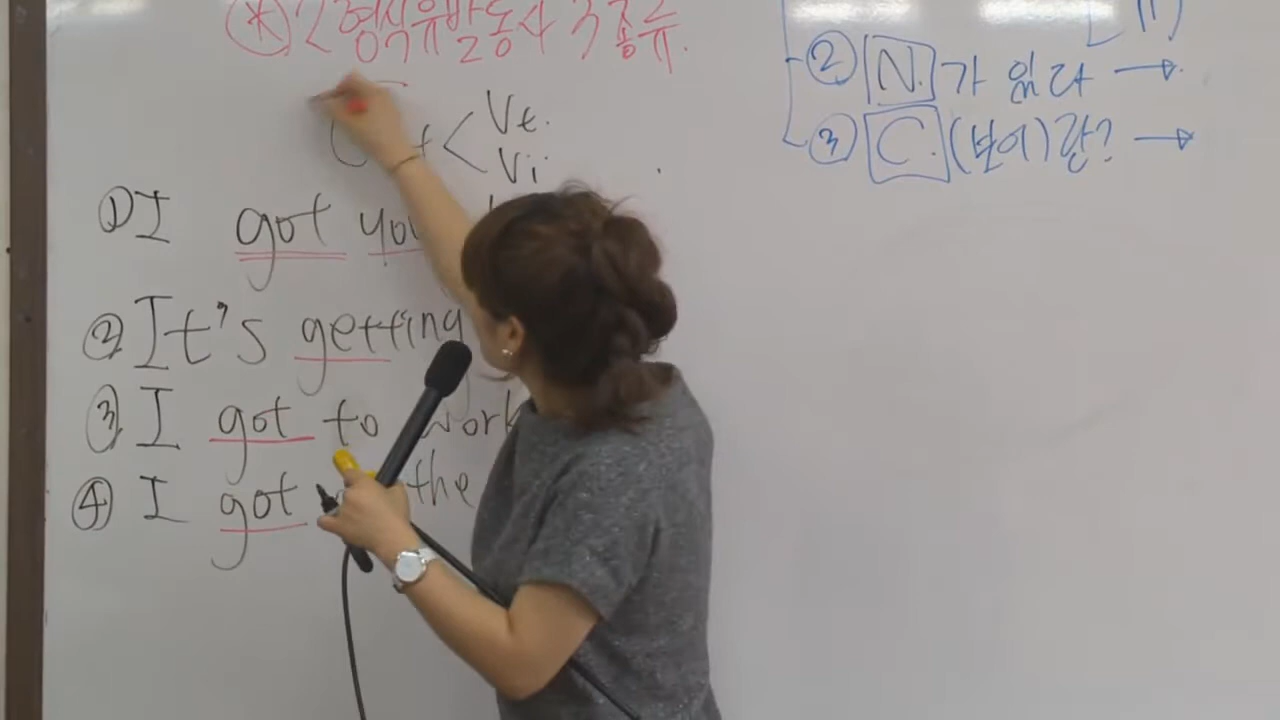 ✱ 2형식 유발 동사 3종류.
Vt.
Vi
① I got you
② It's getting
③ I got to work
④ I got the
② N. 가 있다 →
③ C. (보어)란? →